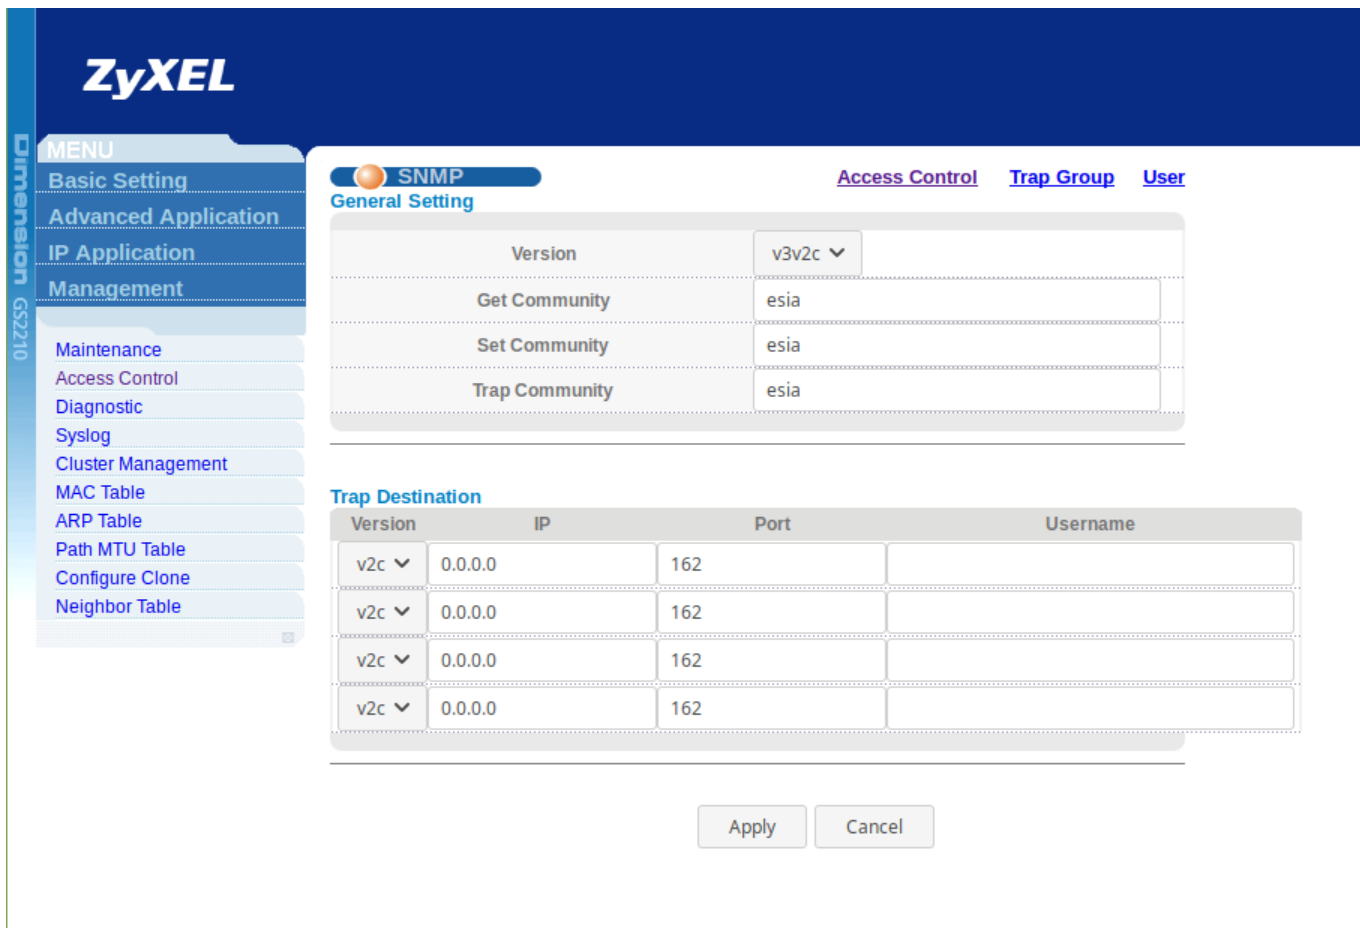 ZyXEL
Dimension GS2210
MENU
Basic Setting
Advanced Application
IP Application
Management
Maintenance
Access Control
Diagnostic
Syslog
Cluster Management
MAC Table
ARP Table
Path MTU Table
Configure Clone
Neighbor Table
SNMP Access Control Trap Group User
General Setting
Version v3v2c
Get Community esia
Set Community esia
Trap Community esia
Trap Destination
Version IP Port Username
v2c 0.0.0.0 162
v2c 0.0.0.0 162
v2c 0.0.0.0 162
v2c 0.0.0.0 162
Apply Cancel